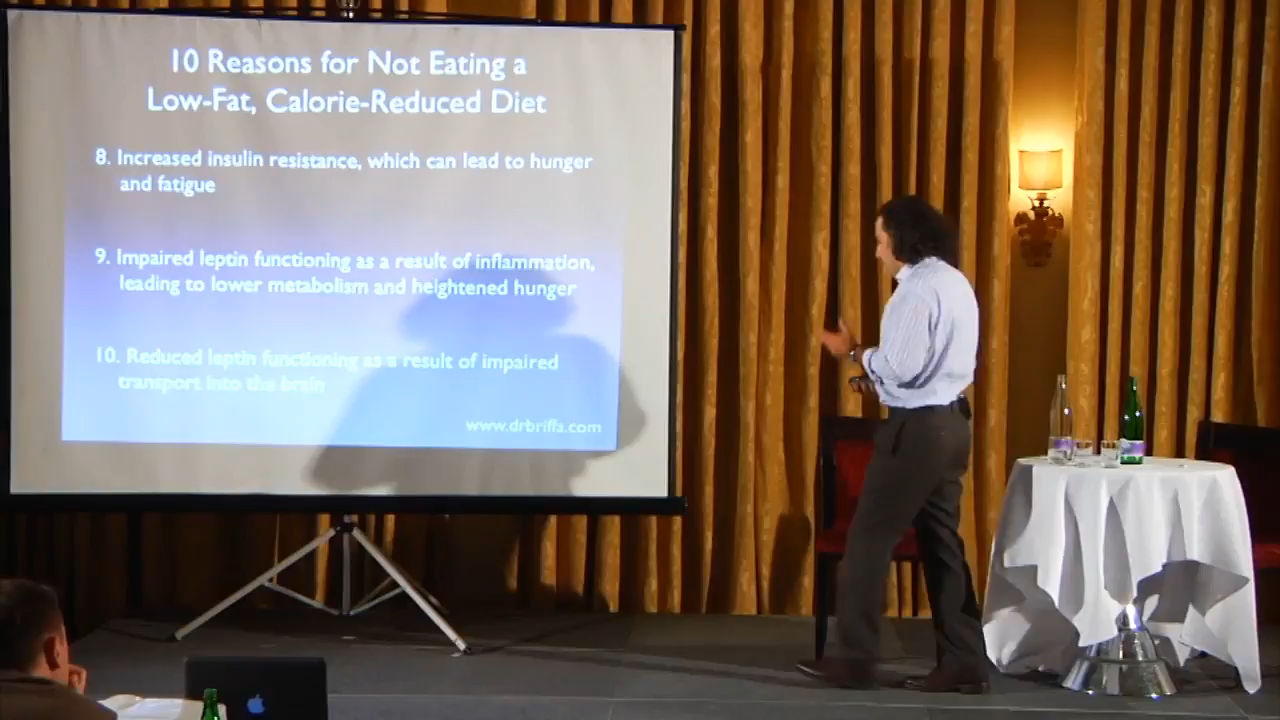 10 Reasons for Not Eating a
Low-Fat, Calorie-Reduced Diet
8. Increased insulin resistance, which can lead to hunger
and fatigue
9. Impaired leptin functioning as a result of inflammation,
leading to lower metabolism and heightened hunger
10. Reduced leptin functioning as a result of impaired
transport into the brain
www.drbriffa.com